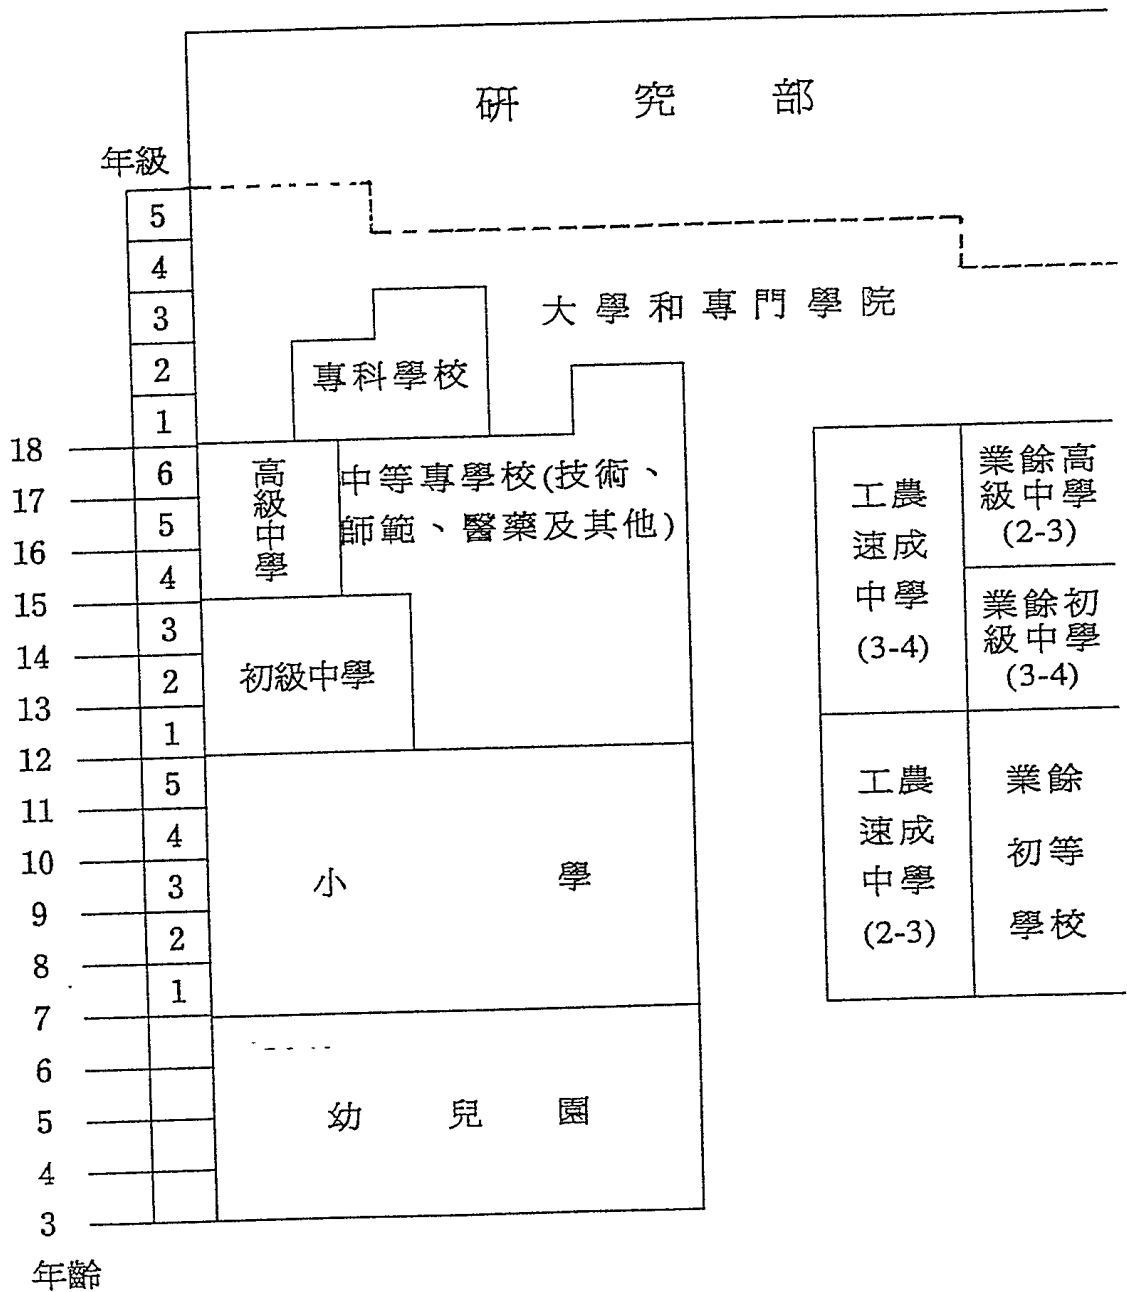 研究部
年級
5
4
3
2
1
6
5
4
3
2
1
5
4
3
2
1
18
17
16
15
14
13
12
11
10
9
8
7
6
5
4
3
年齡
大學和專門學院
專科學校
高級中學
中等專學校(技術、
師範、醫藥及其他)
初級中學
小學
幼兒園
工農
速成
中學
(3-4)
業餘高
級中學
(2-3)
業餘初
級中學
(3-4)
工農
速成
中學
(2-3)
業餘
初等
學校